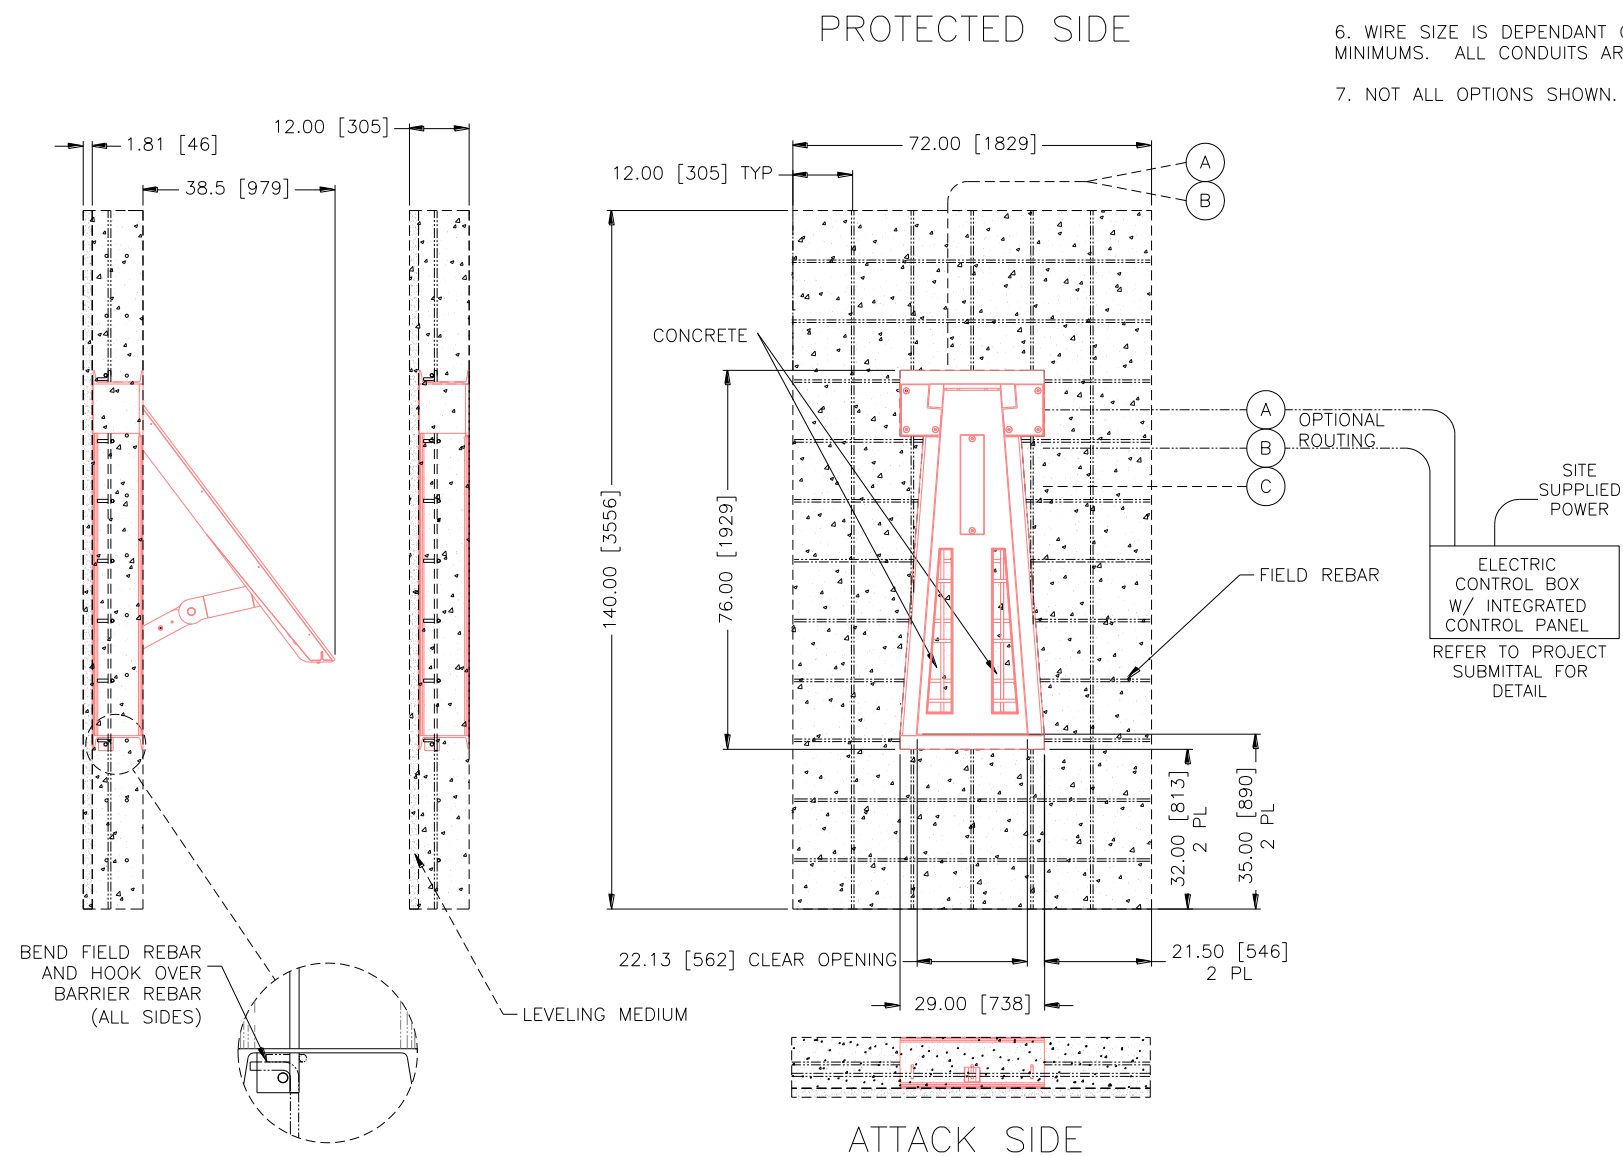 PROTECTED SIDE
6. WIRE SIZE IS DEPENDANT
MINIMUMS. ALL CONDUITS
7. NOT ALL OPTIONS SHOWN.
1.81 [46]
12.00 [305]
38.5 [979]
72.00 [1829]
12.00 [305] TYP
A
B
CONCRETE
140.00 [3556]
76.00 [1929]
A
B
C
OPTIONAL
ROUTING
SITE
SUPPLIED
POWER
ELECTRIC
CONTROL BOX
W/ INTEGRATED
CONTROL PANEL
REFER TO PROJECT
SUBMITTAL FOR
DETAIL
FIELD REBAR
32.00 [813]
2 PL
35.00 [890]
2 PL
22.13 [562] CLEAR OPENING
21.50 [546]
2 PL
29.00 [738]
BEND FIELD REBAR
AND HOOK OVER
BARRIER REBAR
(ALL SIDES)
LEVELING MEDIUM
ATTACK SIDE